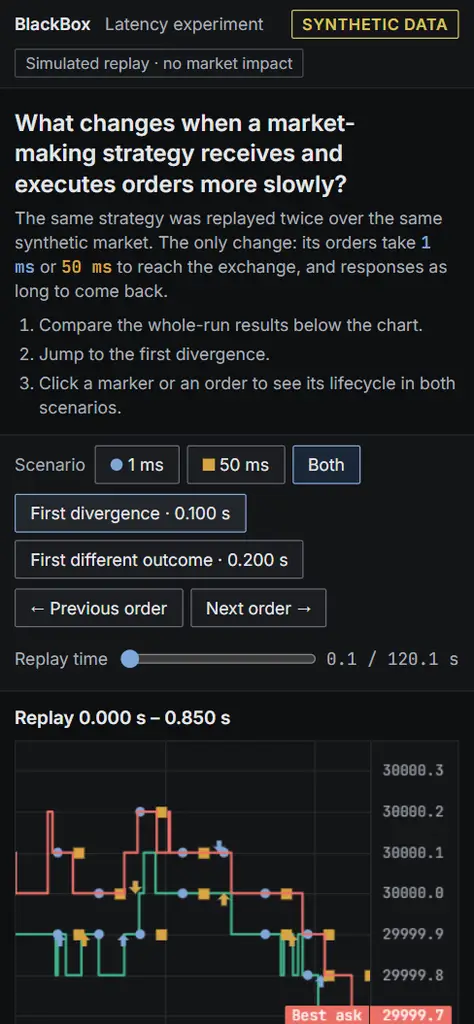 BlackBox Latency experiment SYNTHETIC DATA
Simulated replay · no market impact
What changes when a market-
making strategy receives and
executes orders more slowly?
The same strategy was replayed twice over the same
synthetic market. The only change: its orders take 1
ms or 50 ms to reach the exchange, and responses as
long to come back.
1. Compare the whole-run results below the chart.
2. Jump to the first divergence.
3. Click a marker or an order to see its lifecycle in both
scenarios.
Scenario 1 ms 50 ms Both
First divergence · 0.100 s
First different outcome · 0.200 s
← Previous order Next order →
Replay time 0.1 / 120.1 s
Replay 0.000 s – 0.850 s
30000.3
30000.2
30000.1
30000.0
29999.9
29999.8
Best ask 29999.7